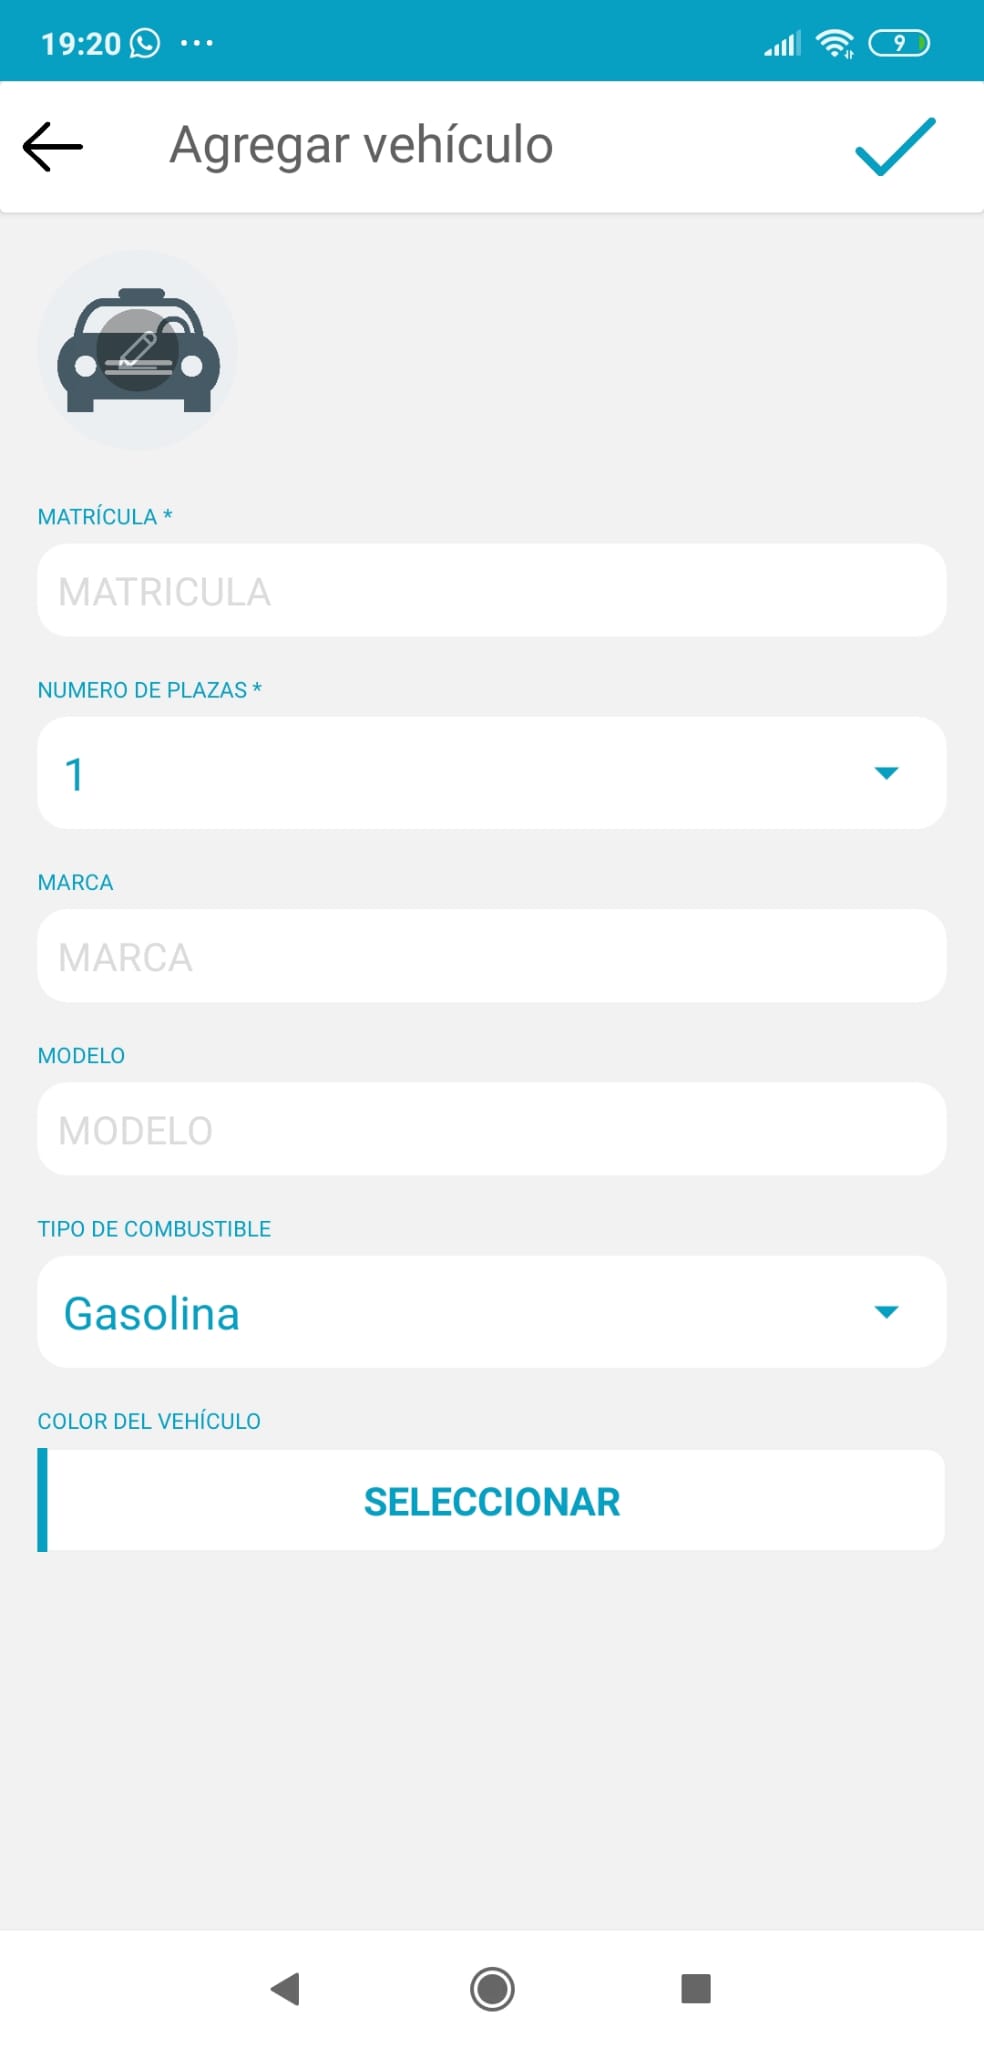 19:20
9
Agregar vehículo
MATRÍCULA *
MATRICULA
NUMERO DE PLAZAS *
1
MARCA
MARCA
MODELO
MODELO
TIPO DE COMBUSTIBLE
Gasolina
COLOR DEL VEHÍCULO
SELECCIONAR